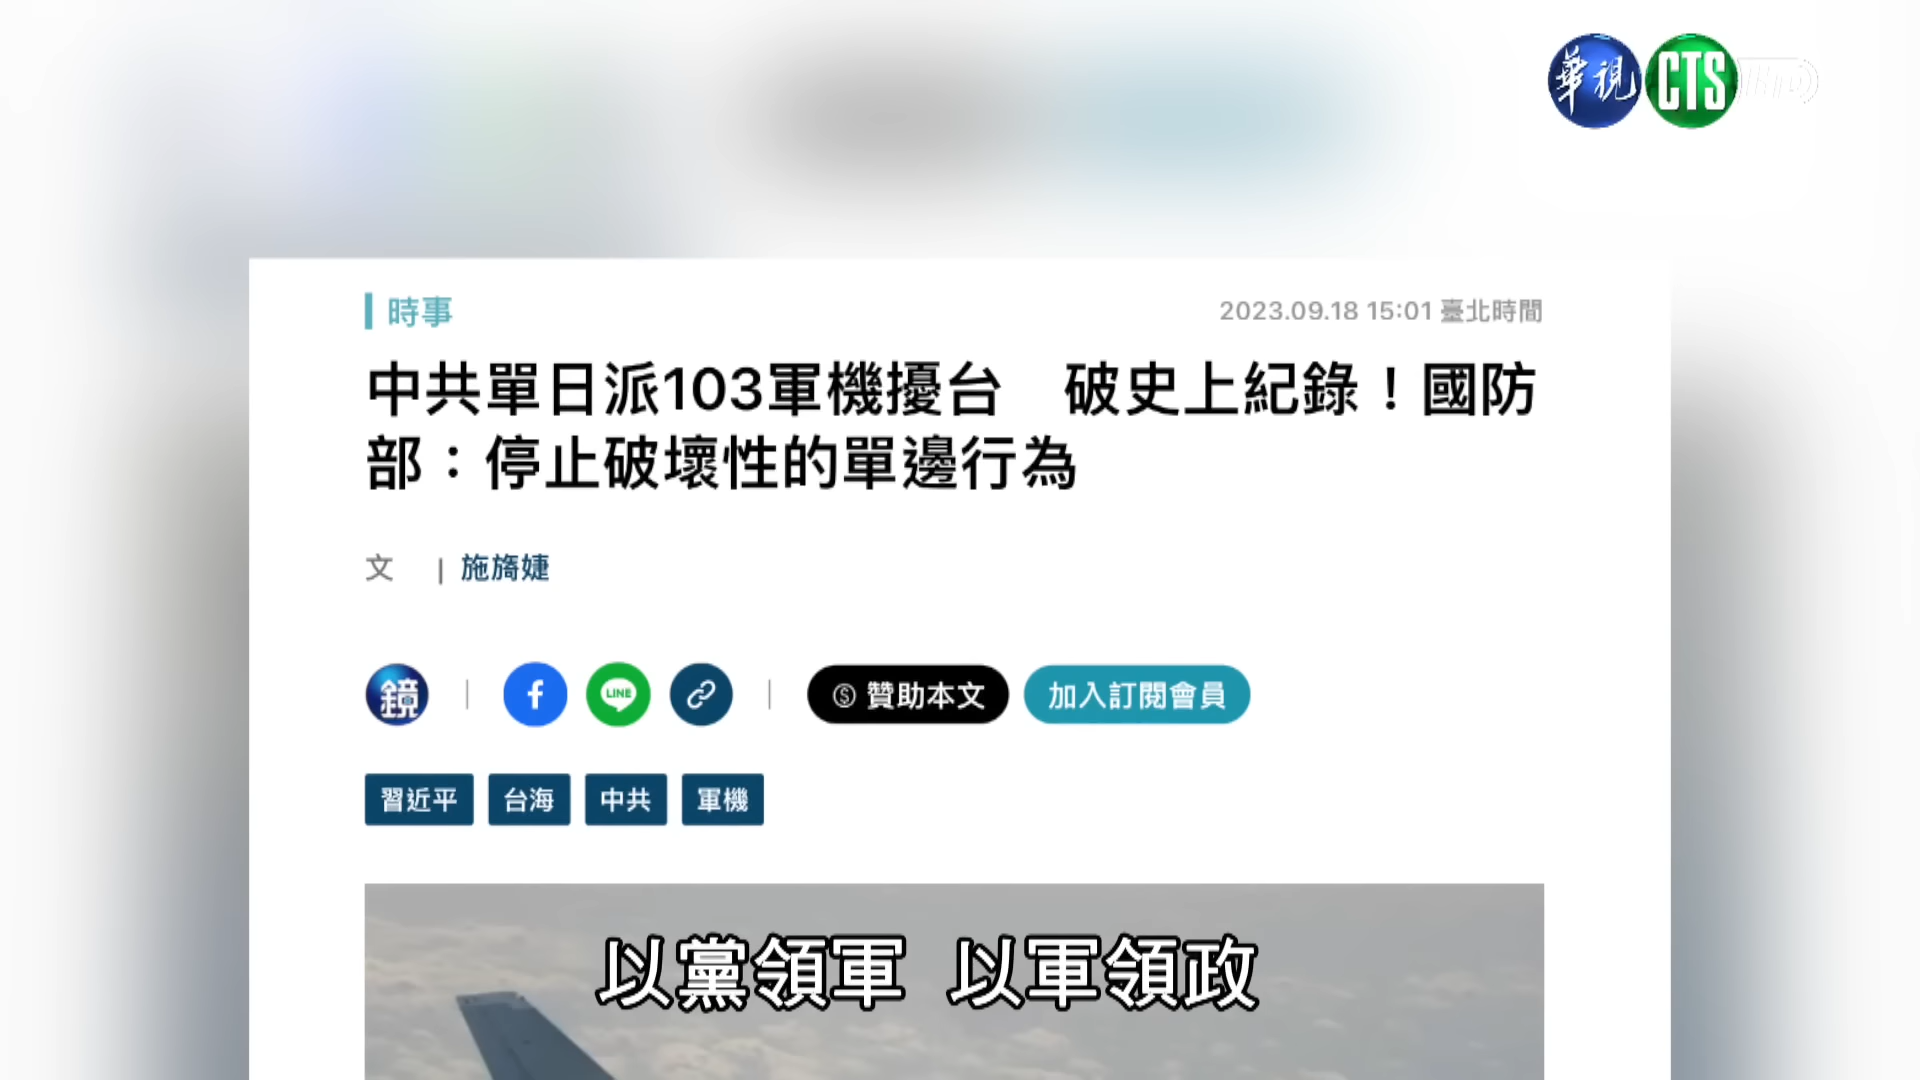 華視 CTS HD
時事
2023.09.18 15:01 臺北時間
中共單日派103軍機擾台　破史上紀錄！國防
部：停止破壞性的單邊行為
文 | 施旖婕
鏡 | f LINE | $ 贊助本文 加入訂閱會員
習近平 台海 中共 軍機
以黨領軍 以軍領政